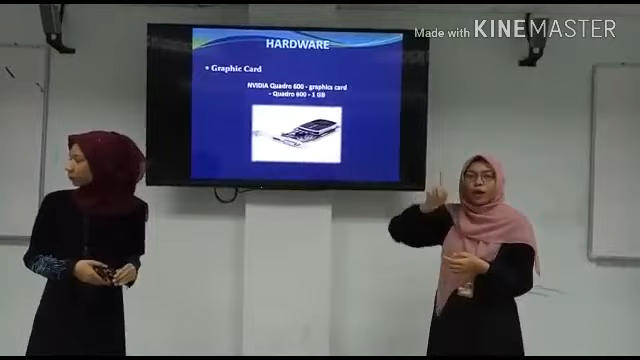 Made with KINEMASTER
HARDWARE
• Graphic Card
NVIDIA Quadro 600 - graphics card
- Quadro 600 - 1 GB